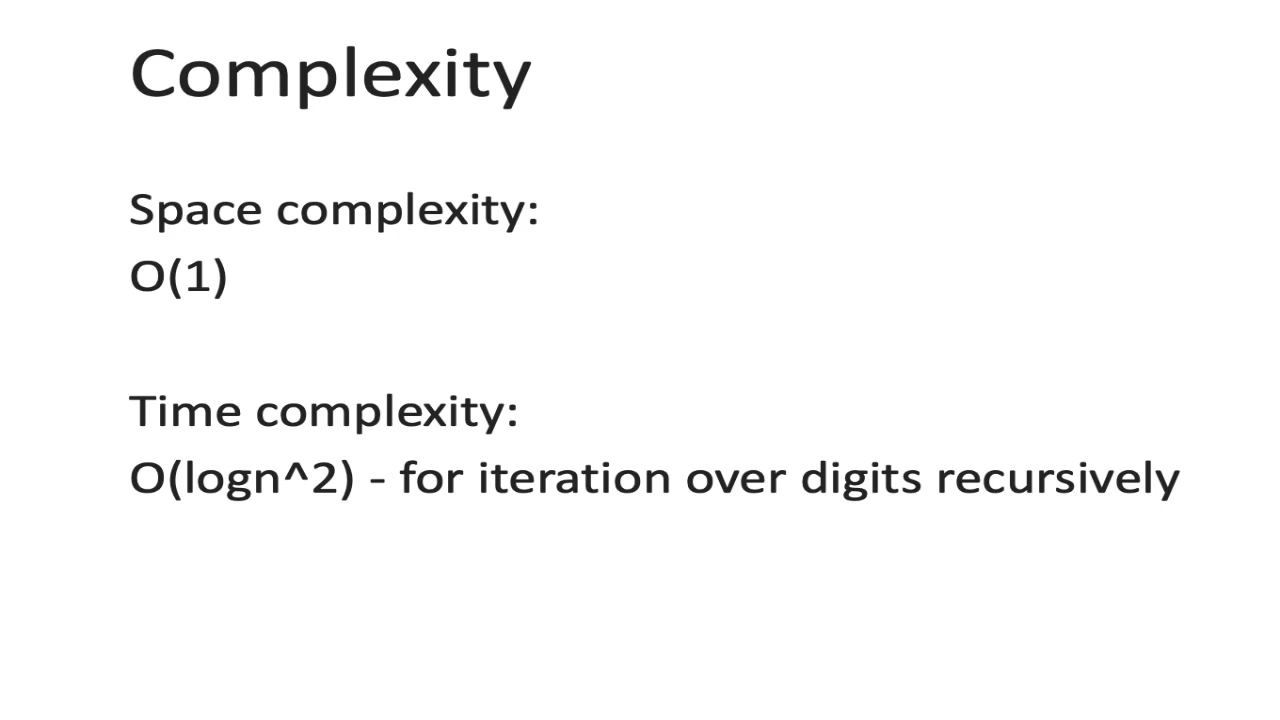 Complexity
Space complexity:
O(1)
Time complexity:
O(logn^2) - for iteration over digits recursively